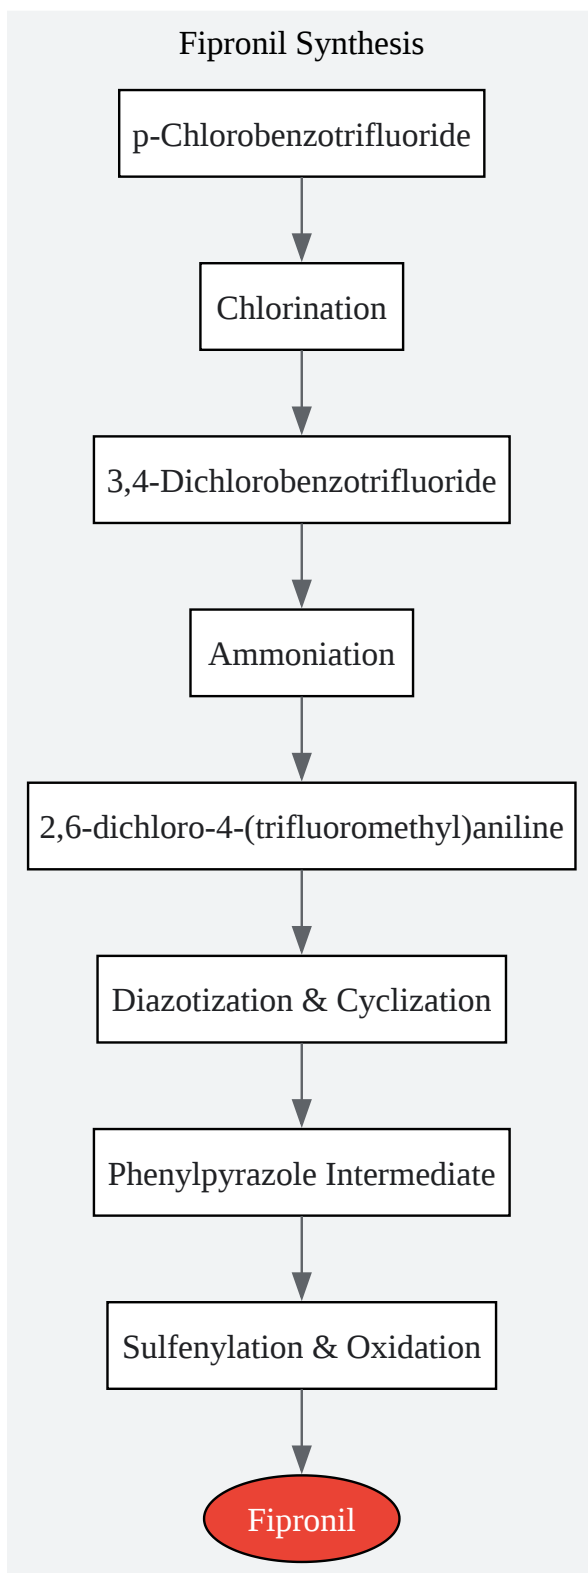 Fipronil Synthesis
p-Chlorobenzotrifluoride
Chlorination
3,4-Dichlorobenzotrifluoride
Ammoniation
2,6-dichloro-4-(trifluoromethyl)aniline
Diazotization & Cyclization
Phenylpyrazole Intermediate
Sulfenylation & Oxidation
Fipronil